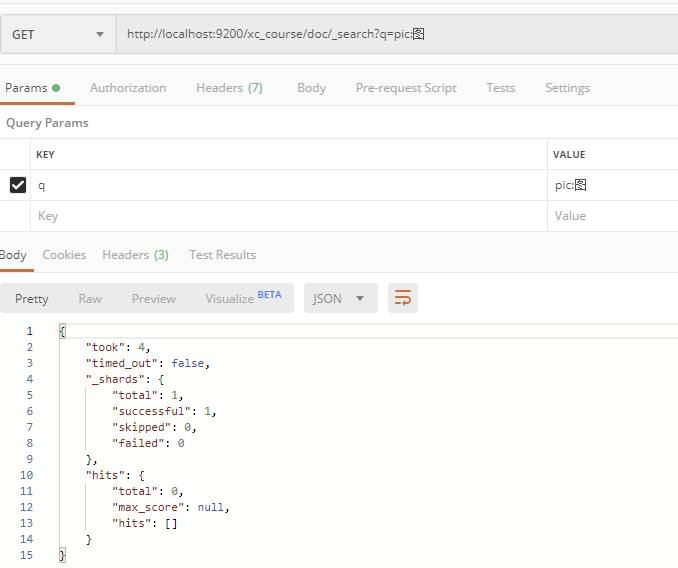 GET http://localhost:9200/xc_course/doc/_search?q=pic:图
Params Authorization Headers (7) Body Pre-request Script Tests Settings
Query Params
KEY VALUE
q pic:图
Key Value
Body Cookies Headers (3) Test Results
Pretty Raw Preview Visualize BETA JSON
1 {
2 "took": 4,
3 "timed_out": false,
4 "_shards": {
5 "total": 1,
6 "successful": 1,
7 "skipped": 0,
8 "failed": 0
9 },
10 "hits": {
11 "total": 0,
12 "max_score": null,
13 "hits": []
14 }
15 }